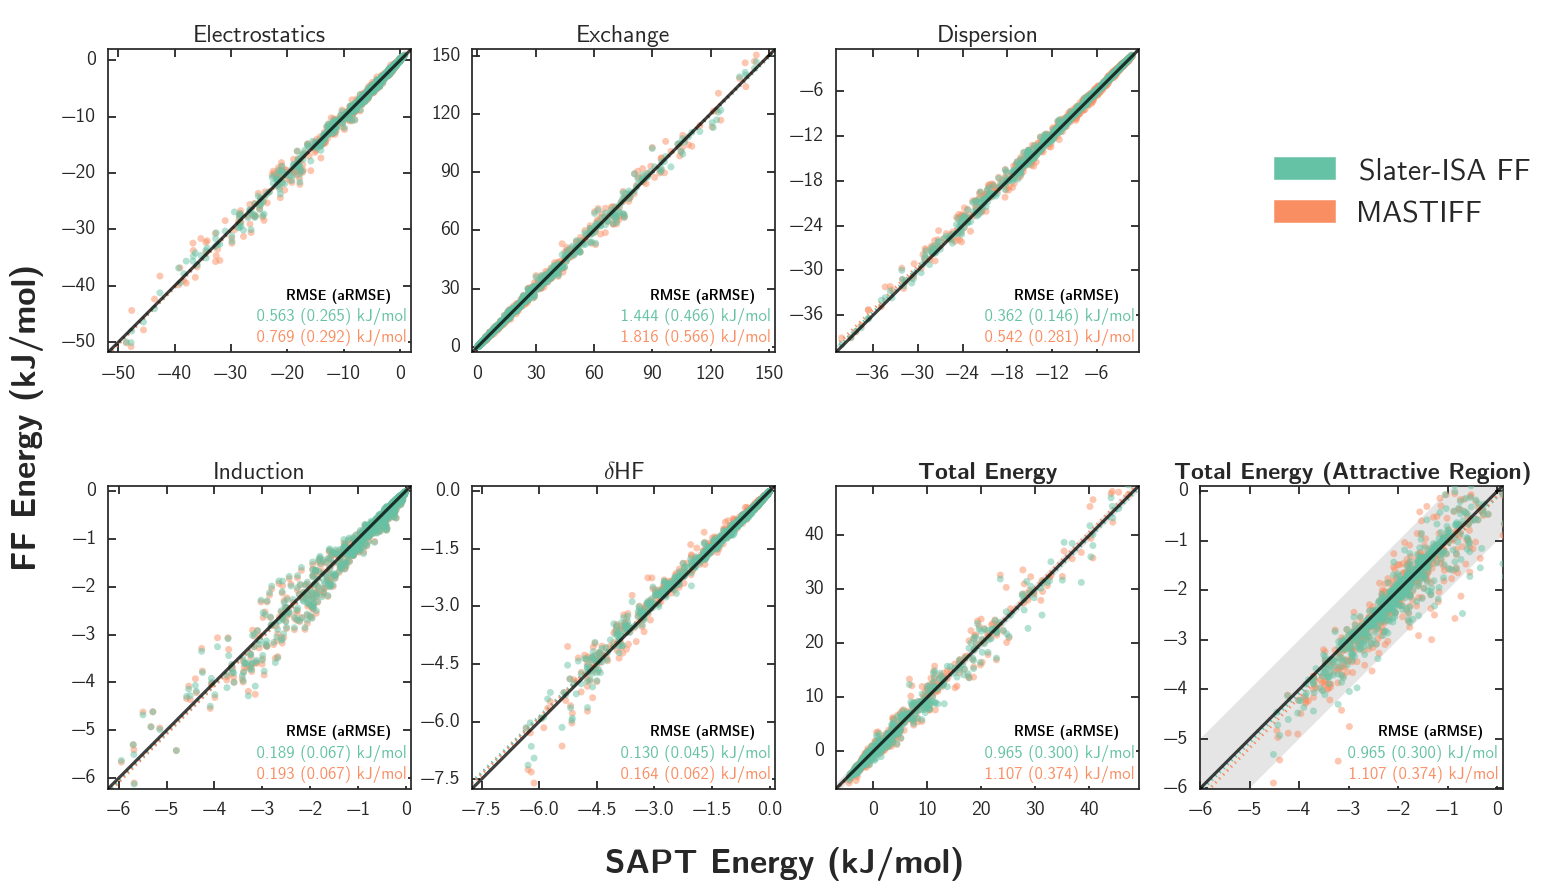 Electrostatics
0
−10
−20
−30
−40
−50
−50 −40 −30 −20 −10 0
RMSE (aRMSE)
0.563 (0.265) kJ/mol
0.769 (0.292) kJ/mol
Exchange
150
120
90
60
30
0
0 30 60 90 120 150
RMSE (aRMSE)
1.444 (0.466) kJ/mol
1.816 (0.566) kJ/mol
Dispersion
−6
−12
−18
−24
−30
−36
−36 −30 −24 −18 −12 −6
RMSE (aRMSE)
0.362 (0.146) kJ/mol
0.542 (0.281) kJ/mol
Slater-ISA FF
MASTIFF
FF Energy (kJ/mol)
Induction
0
−1
−2
−3
−4
−5
−6
−6 −5 −4 −3 −2 −1 0
RMSE (aRMSE)
0.189 (0.067) kJ/mol
0.193 (0.067) kJ/mol
δHF
0.0
−1.5
−3.0
−4.5
−6.0
−7.5
−7.5 −6.0 −4.5 −3.0 −1.5 0.0
RMSE (aRMSE)
0.130 (0.045) kJ/mol
0.164 (0.062) kJ/mol
Total Energy
40
30
20
10
0
0 10 20 30 40
RMSE (aRMSE)
0.965 (0.300) kJ/mol
1.107 (0.374) kJ/mol
Total Energy (Attractive Region)
0
−1
−2
−3
−4
−5
−6
−6 −5 −4 −3 −2 −1 0
RMSE (aRMSE)
0.965 (0.300) kJ/mol
1.107 (0.374) kJ/mol
SAPT Energy (kJ/mol)